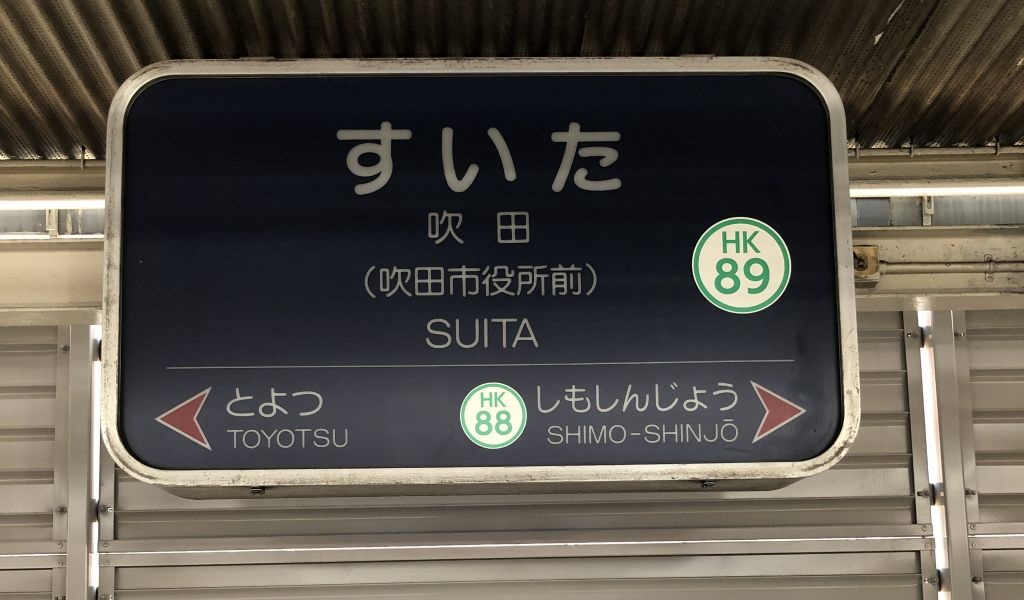 すいた
吹田
(吹田市役所前)
SUITA
HK
89
とよつ
TOYOTSU
HK
88
しもしんじょう
SHIMO-SHINJŌ